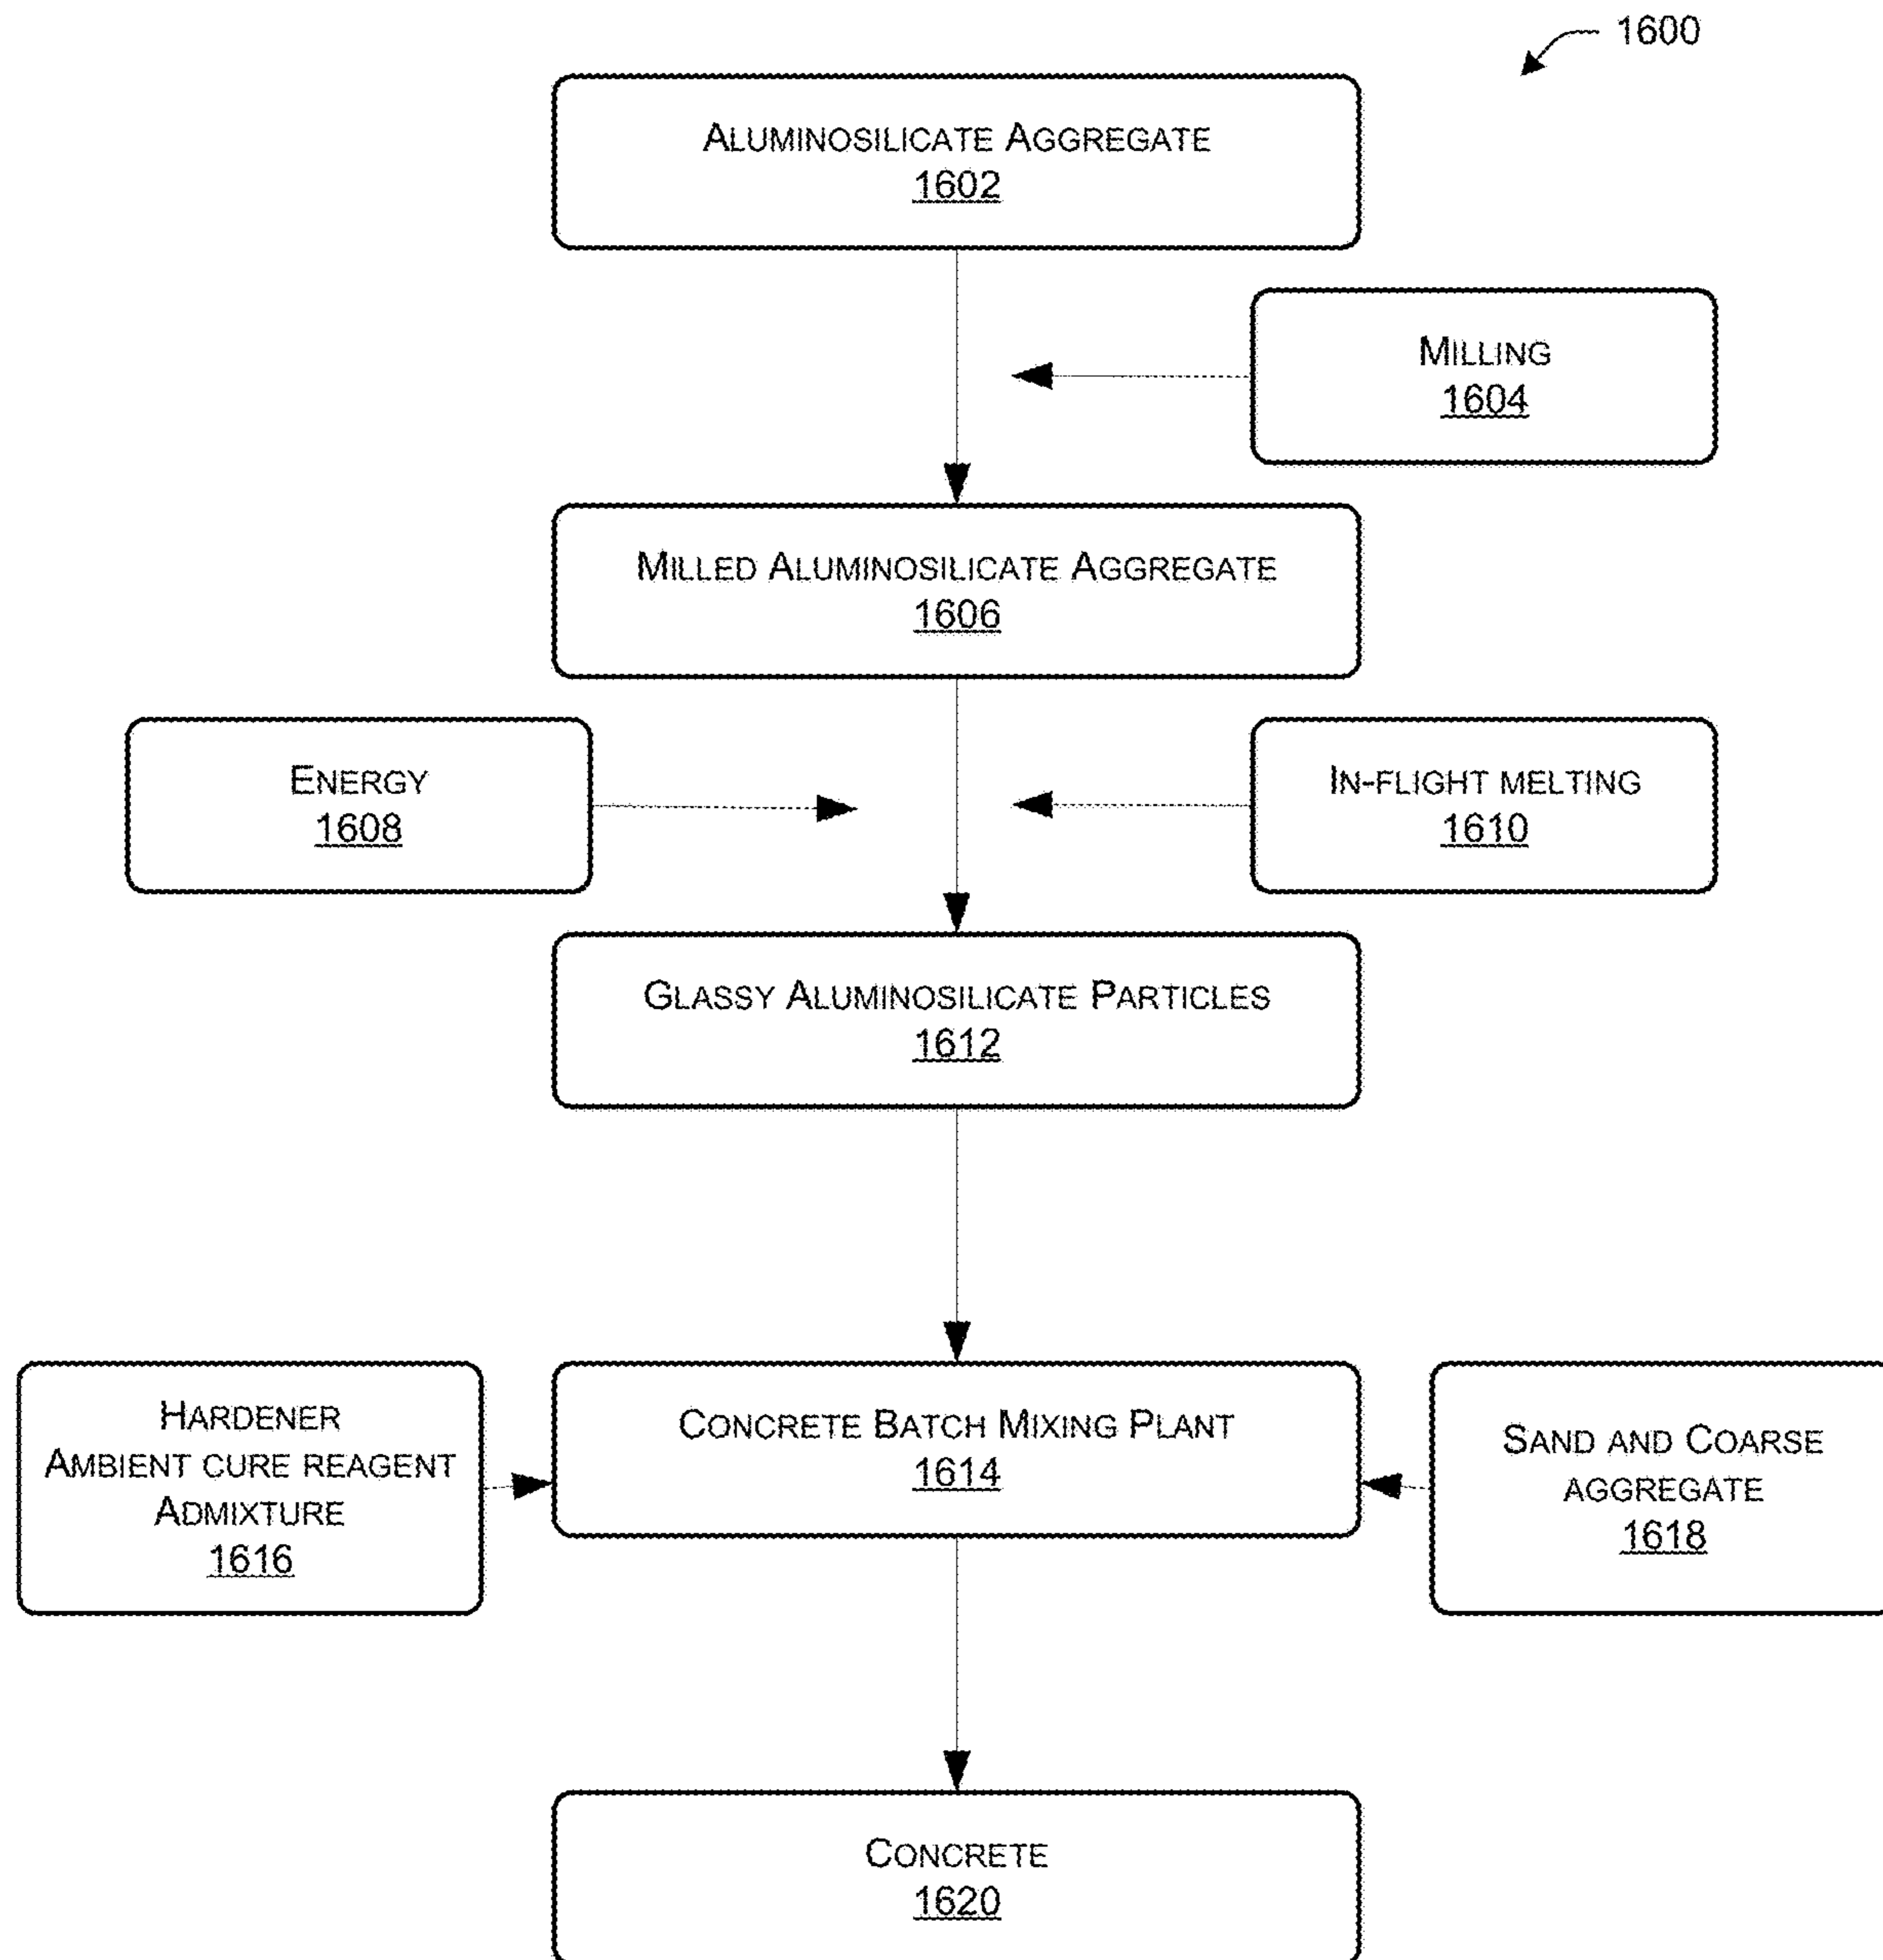 1600
Aluminosilicate Aggregate
1602
Milling
1604
Milled Aluminosilicate Aggregate
1606
Energy
1608
In-flight melting
1610
Glassy Aluminosilicate Particles
1612
Hardener
Ambient cure reagent
Admixture
1616
Concrete Batch Mixing Plant
1614
Sand and Coarse
aggregate
1618
Concrete
1620